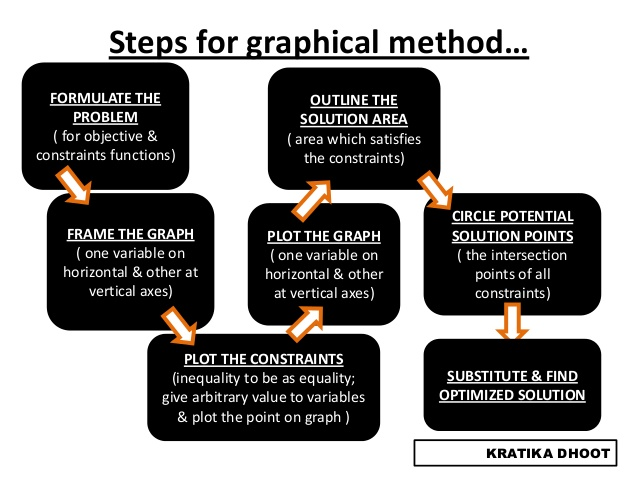 Steps for graphical method…
FORMULATE THE
PROBLEM
( for objective &
constraints functions)
FRAME THE GRAPH
( one variable on
horizontal & other at
vertical axes)
PLOT THE CONSTRAINTS
(inequality to be as equality;
give arbitrary value to variables
& plot the point on graph )
PLOT THE GRAPH
( one variable on
horizontal & other
at vertical axes)
OUTLINE THE
SOLUTION AREA
( area which satisfies
the constraints)
CIRCLE POTENTIAL
SOLUTION POINTS
( the intersection
points of all
constraints)
SUBSTITUTE & FIND
OPTIMIZED SOLUTION
KRATIKA DHOOT